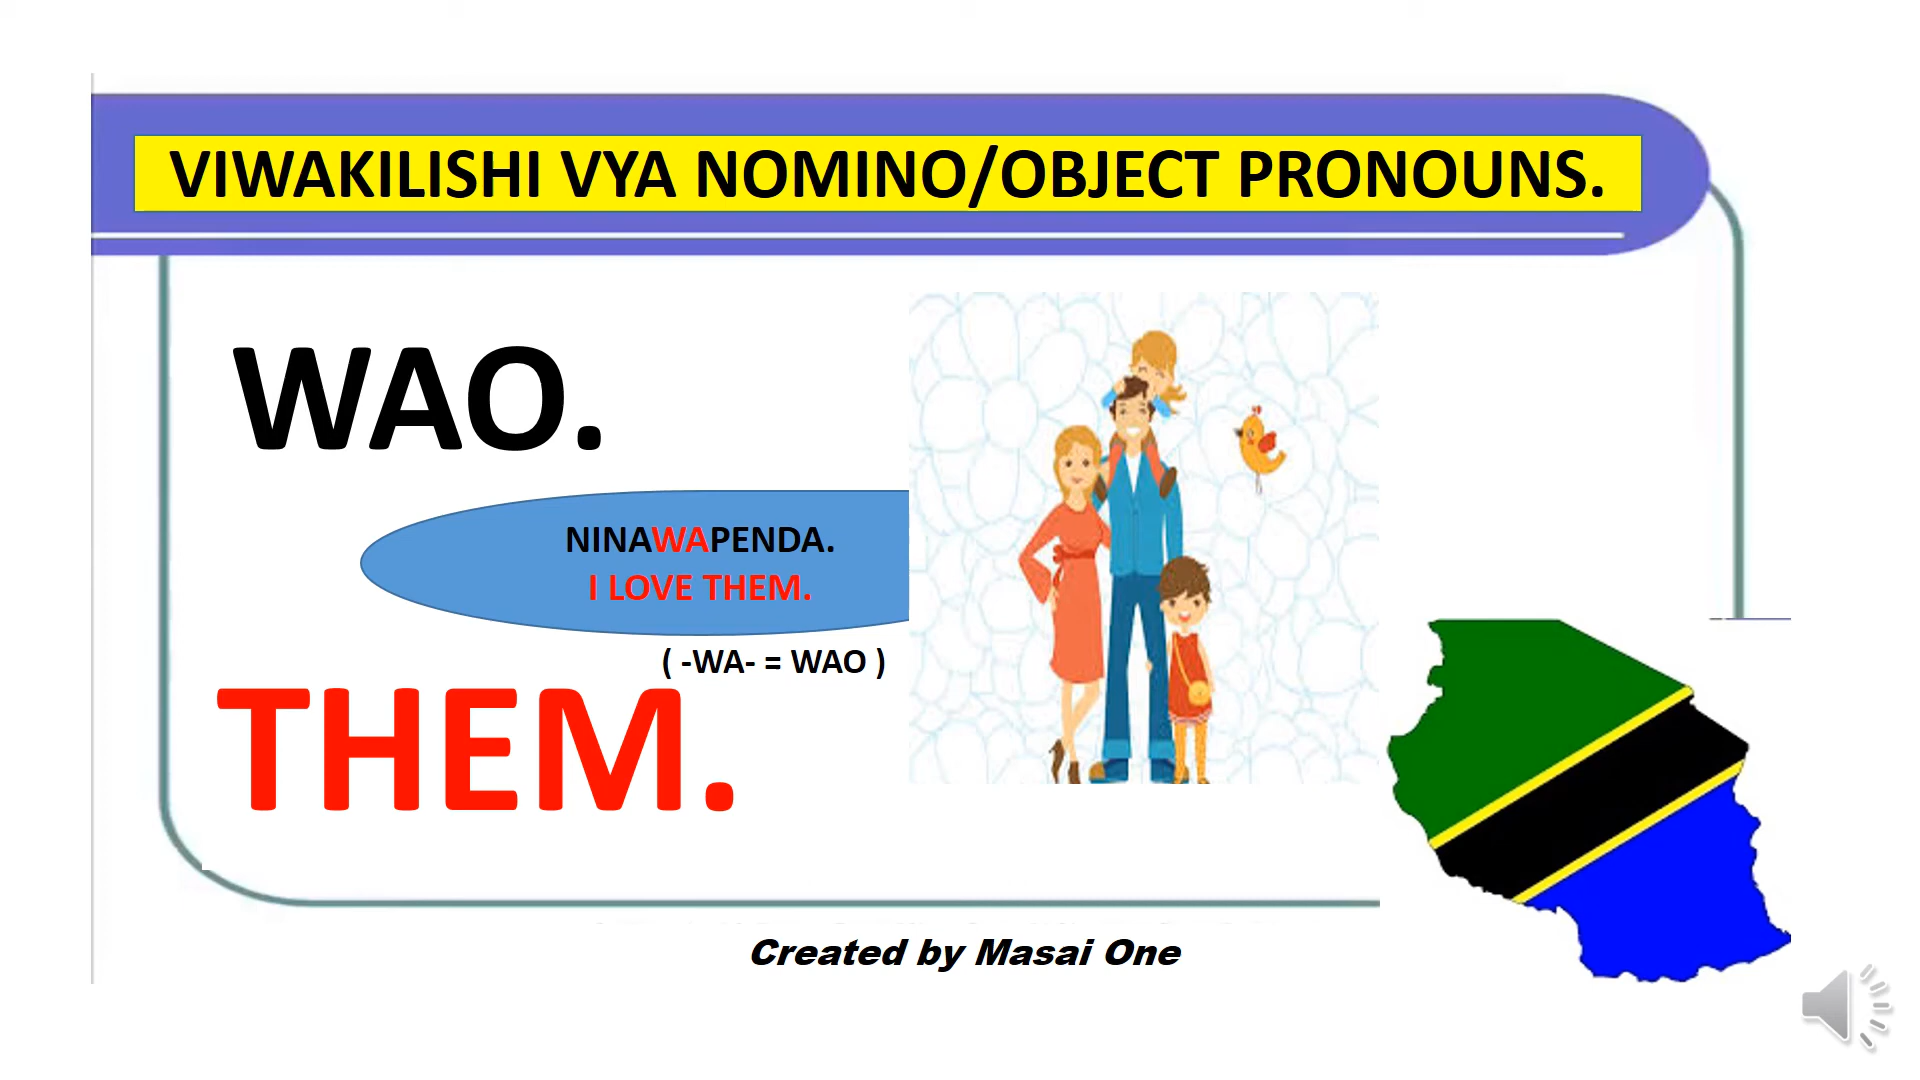 VIWAKILISHI VYA NOMINO/OBJECT PRONOUNS.
WAO.
NINAWAPENDA.
I LOVE THEM.
( -WA- = WAO )
THEM.
Created by Masai One